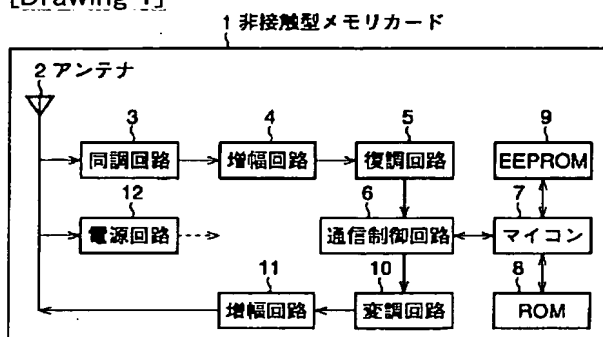 [Drawing 1]
1 非接触型メモリカード
2 アンテナ
3
同調回路
4
増幅回路
5
復調回路
9
EEPROM
12
電源回路
6
通信制御回路
7
マイコン
11
増幅回路
10
変調回路
8
ROM